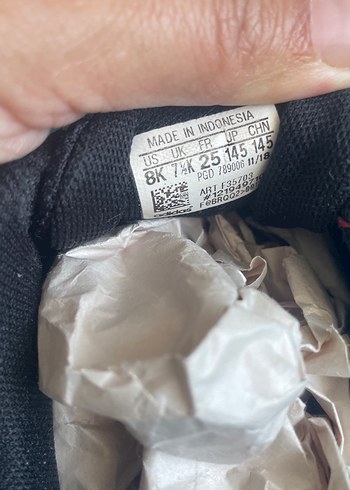 MADE IN INDONESIA
US UK FR JP CHN
8K 7½K 25 145 145
PGD 789006 11/18
ART F35703
adidas